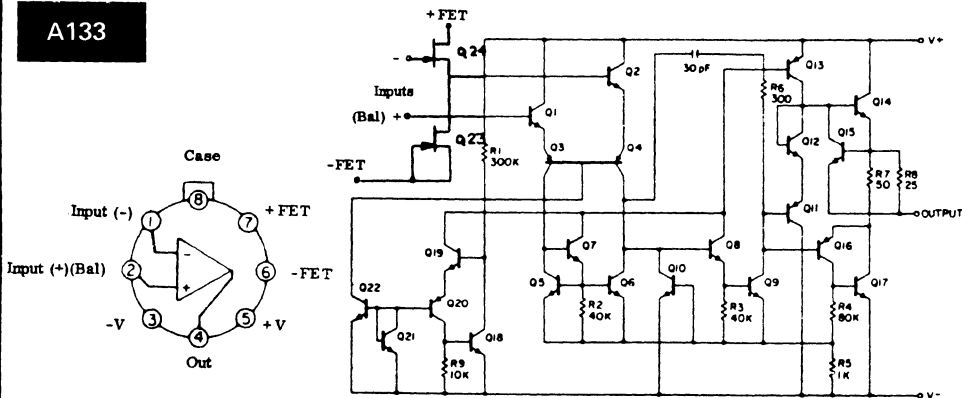 A133
+FET
Q24
-
Inputs
(Bal) +
Q23
-FET
R1
300K
Q1
Q2
Q3
Q4
30pF
R6
300
Q13
V+
Q14
Q15
Q12
R7
50
R8
25
Q11
OUTPUT
Q16
Q17
Q19
Q7
Q5
Q6
R2
40K
Q10
Q8
R3
40K
Q9
R4
80K
R5
1K
Q22
Q20
Q21
R9
10K
Q18
V-
Case
8
Input (-)
1
7
+FET
-
Input (+)(Bal)
2
+
6
-FET
-V
3
5
+V
4
Out